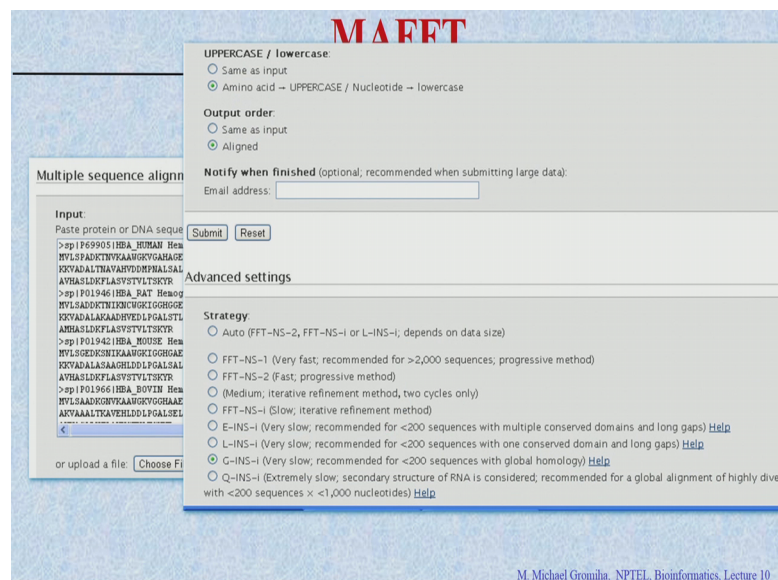 MAFFT
UPPERCASE / lowercase:
Same as input
Amino acid → UPPERCASE / Nucleotide → lowercase
Output order:
Same as input
Aligned
Notify when finished (optional; recommended when submitting large data):
Email address:
Submit Reset
Advanced settings
Strategy:
Auto (FFT-NS-2, FFT-NS-i or L-INS-i; depends on data size)
FFT-NS-1 (Very fast; recommended for >2,000 sequences; progressive method)
FFT-NS-2 (Fast; progressive method)
(Medium; iterative refinement method, two cycles only)
FFT-NS-i (Slow; iterative refinement method)
E-INS-i (Very slow; recommended for <200 sequences with multiple conserved domains and long gaps) Help
L-INS-i (Very slow; recommended for <200 sequences with one conserved domain and long gaps) Help
G-INS-i (Very slow; recommended for <200 sequences with global homology) Help
Q-INS-i (Extremely slow; secondary structure of RNA is considered; recommended for a global alignment of highly dive
with <200 sequences × <1,000 nucleotides) Help
Multiple sequence alignm
Input:
Paste protein or DNA seque
>sp|P69905|HBA_HUMAN Hem
MVLSPADKTNVKAAWGKVGAHAGE
KKVADALTNAVAHVDDMPNALSAL
AVHASLDKFLASVSTVLTSKYR
>sp|P01946|HBA_RAT Hemog
MVLSADDKTNIKNCWGKIGGHGGE
KKVADALAKAADHVEDLPGALSTL
AMHASLDKFLASVSTVLTSKYR
>sp|P01942|HBA_MOUSE Hem
MVLSGEDKSNIKAAWGKIGGHGAE
KKVADALASAAGHLDDLPGALSAL
AVHASLDKFLASVSTVLTSKYR
>sp|P01966|HBA_BOVIN Hem
MVLSAADKGNVKAAWGKVGGHAAE
AKVAAALTKAVEHLDDLPGALSEL
or upload a file: Choose Fi
M. Michael Gromiha, NPTEL, Bioinformatics, Lecture 10